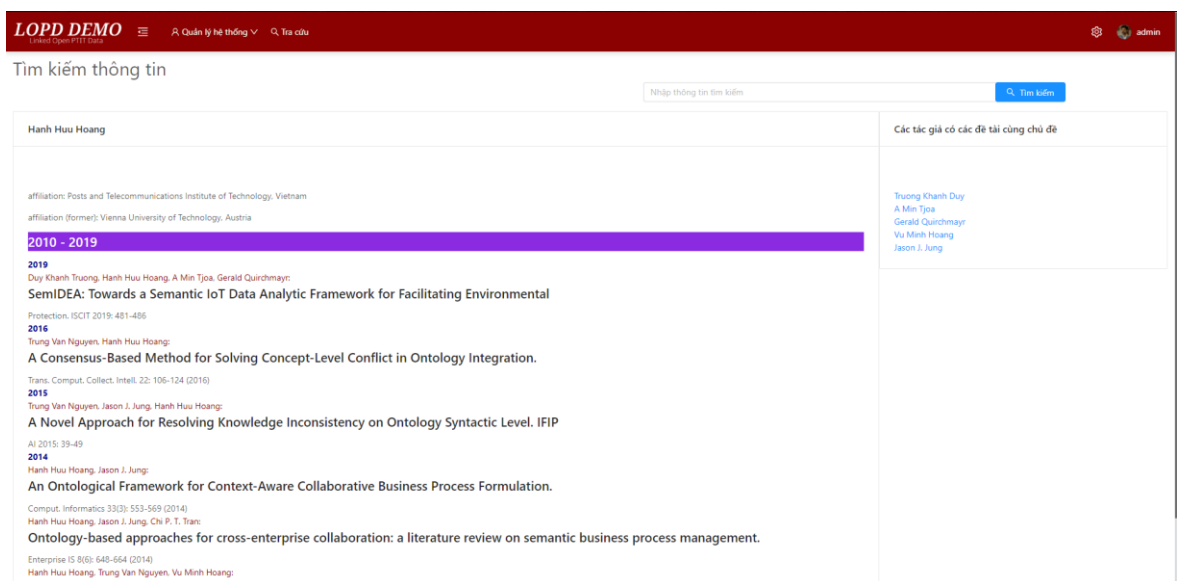 LOPD DEMO
Linked Open PTIT Data
Quản lý hệ thống
Tra cứu
admin
Tìm kiếm thông tin
Nhập thông tin tìm kiếm
Tìm kiếm
Hanh Huu Hoang
affiliation: Posts and Telecommunications Institute of Technology, Vietnam
affiliation (former): Vienna University of Technology, Austria
2010 - 2019
2019
Duy Khanh Truong, Hanh Huu Hoang, A Min Tjoa, Gerald Quirchmayr:
SemIDEA: Towards a Semantic IoT Data Analytic Framework for Facilitating Environmental
Protection. ISCIT 2019: 481-486
2016
Trung Van Nguyen, Hanh Huu Hoang:
A Consensus-Based Method for Solving Concept-Level Conflict in Ontology Integration.
Trans. Comput. Collect. Intell. 22: 106-124 (2016)
2015
Trung Van Nguyen, Jason J. Jung, Hanh Huu Hoang:
A Novel Approach for Resolving Knowledge Inconsistency on Ontology Syntactic Level. IFIP
AI 2015: 39-49
2014
Hanh Huu Hoang, Jason J. Jung:
An Ontological Framework for Context-Aware Collaborative Business Process Formulation.
Comput. Informatics 33(3): 553-569 (2014)
Hanh Huu Hoang, Jason J. Jung, Chi P. T. Tran:
Ontology-based approaches for cross-enterprise collaboration: a literature review on semantic business process management.
Enterprise IS 8(6): 648-664 (2014)
Hanh Huu Hoang, Trung Van Nguyen, Vu Minh Hoang:
Các tác giả có các đề tài cùng chủ đề
Truong Khanh Duy
A Min Tjoa
Gerald Quirchmayr
Vu Minh Hoang
Jason J. Jung